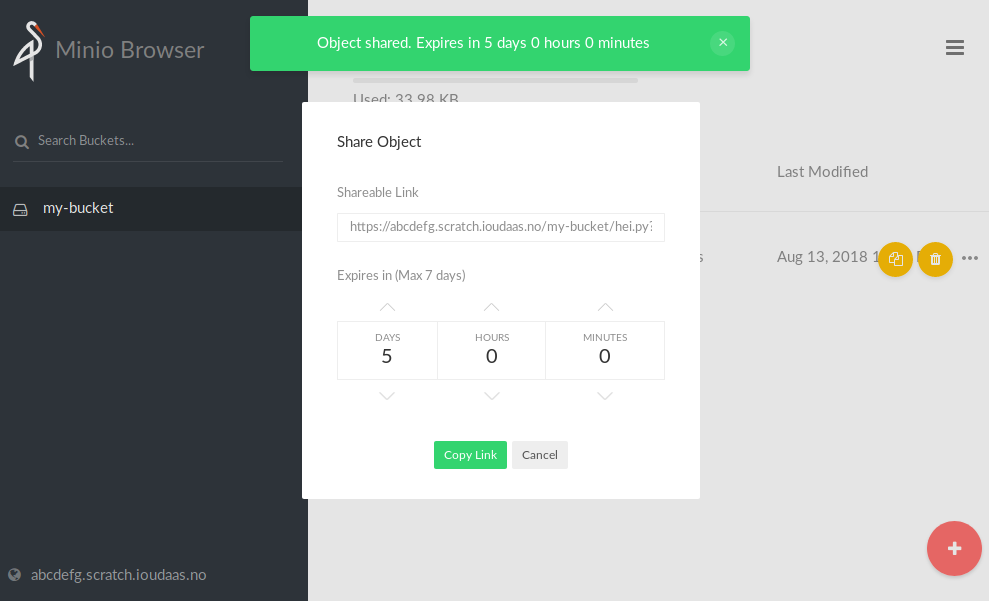 Object shared. Expires in 5 days 0 hours 0 minutes
Minio Browser
Used: 33.98 KB
Search Buckets...
my-bucket
Share Object
Shareable Link
https://abcdefg.scratch.ioudaas.no/my-bucket/hei.py?
Expires in (Max 7 days)
DAYS HOURS MINUTES
5 0 0
Copy Link Cancel
Last Modified
Aug 13, 2018
abcdefg.scratch.ioudaas.no